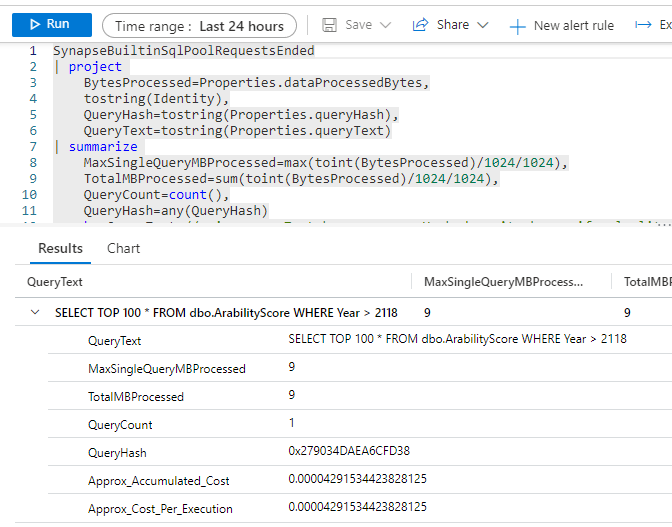 Run Time range : Last 24 hours Save Share New alert rule Ex
1 SynapseBuiltinSqlPoolRequestsEnded
2 | project
3 BytesProcessed=Properties.dataProcessedBytes,
4 tostring(Identity),
5 QueryHash=tostring(Properties.queryHash),
6 QueryText=tostring(Properties.queryText)
7 | summarize
8 MaxSingleQueryMBProcessed=max(toint(BytesProcessed)/1024/1024),
9 TotalMBProcessed=sum(toint(BytesProcessed)/1024/1024),
10 QueryCount=count(),
11 QueryHash=any(QueryHash)
Results Chart
QueryText MaxSingleQueryMBProcess... TotalMBP
SELECT TOP 100 * FROM dbo.ArabilityScore WHERE Year > 2118 9 9
QueryText SELECT TOP 100 * FROM dbo.ArabilityScore WHERE Year > 2118
MaxSingleQueryMBProcessed 9
TotalMBProcessed 9
QueryCount 1
QueryHash 0x279034DAEA6CFD38
Approx_Accumulated_Cost 0.00004291534423828125
Approx_Cost_Per_Execution 0.00004291534423828125